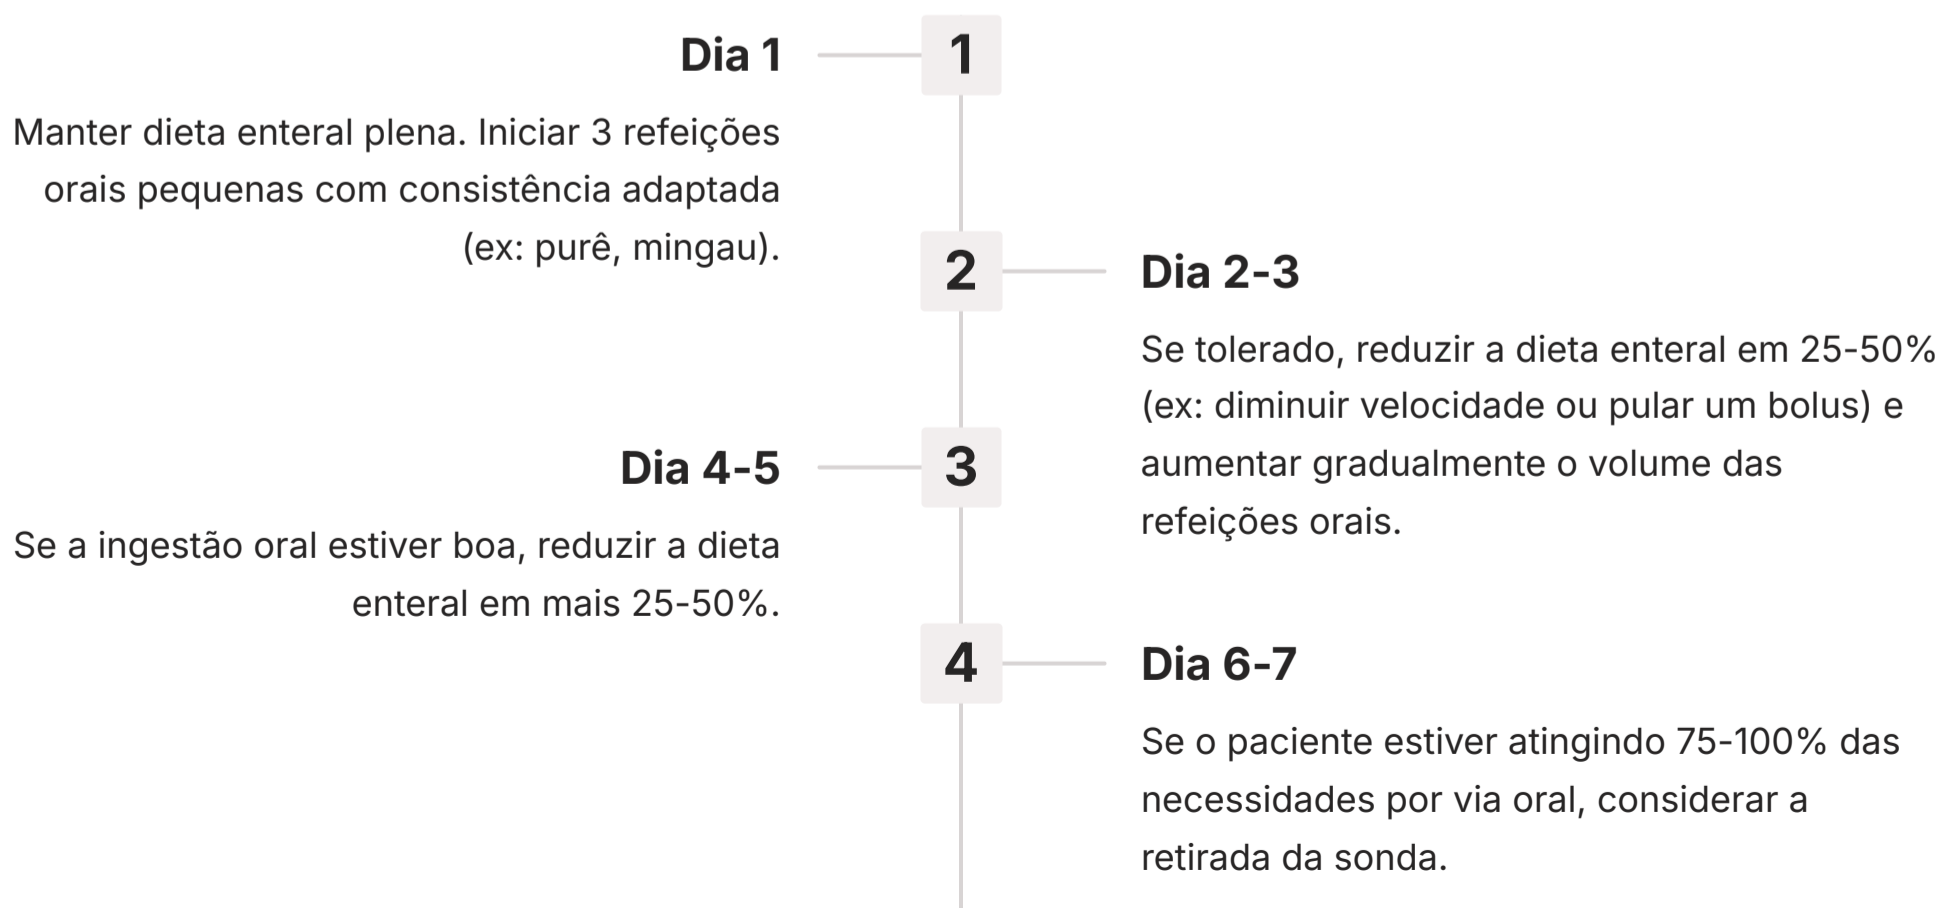 Dia 1
1
Manter dieta enteral plena. Iniciar 3 refeições
orais pequenas com consistência adaptada
(ex: purê, mingau).
2
Dia 2-3
Se tolerado, reduzir a dieta enteral em 25-50%
(ex: diminuir velocidade ou pular um bolus) e
aumentar gradualmente o volume das
refeições orais.
Dia 4-5
3
Se a ingestão oral estiver boa, reduzir a dieta
enteral em mais 25-50%.
4
Dia 6-7
Se o paciente estiver atingindo 75-100% das
necessidades por via oral, considerar a
retirada da sonda.